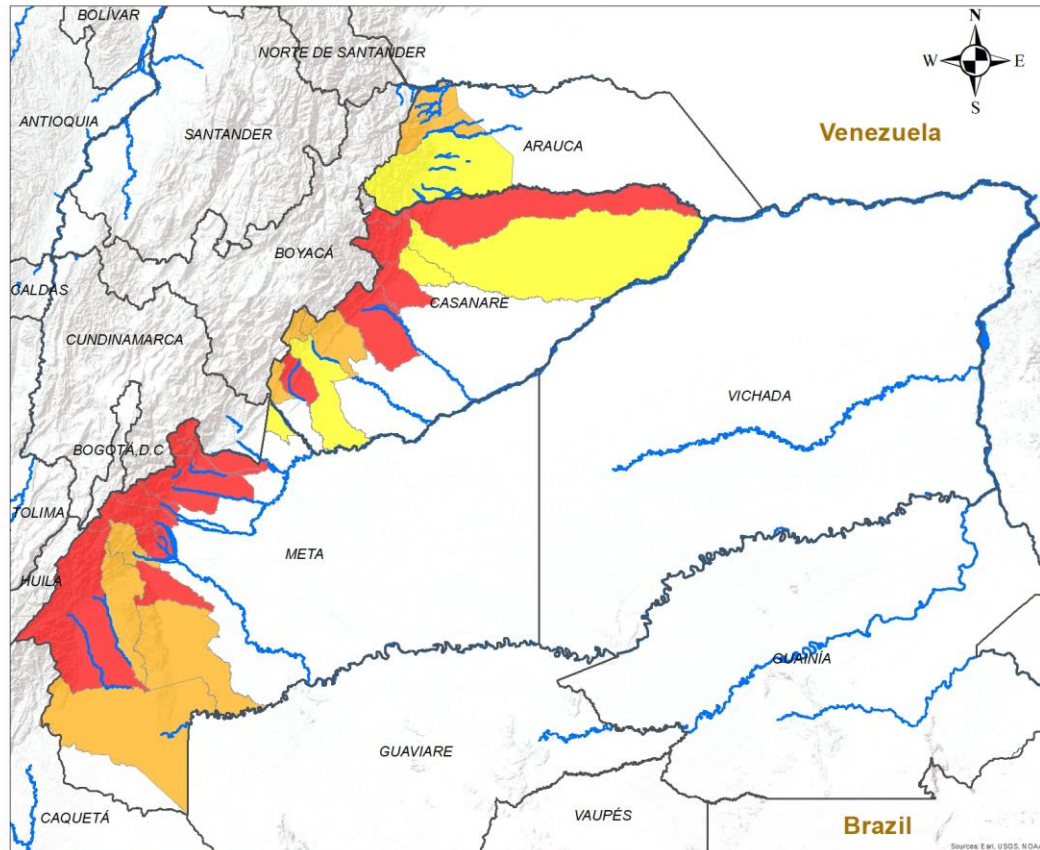 BOLÍVAR
NORTE DE SANTANDER
N
W
E
S
ANTIOQUIA
SANTANDER
ARAUCA
Venezuela
BOYACÁ
CALDAS
CASANARE
CUNDINAMARCA
VICHADA
BOGOTÁ,D.C
TOLIMA
META
HUILA
GUAINÍA
GUAVIARE
CAQUETÁ
VAUPÉS
Brazil
Sources: Esri, USGS, NOAA